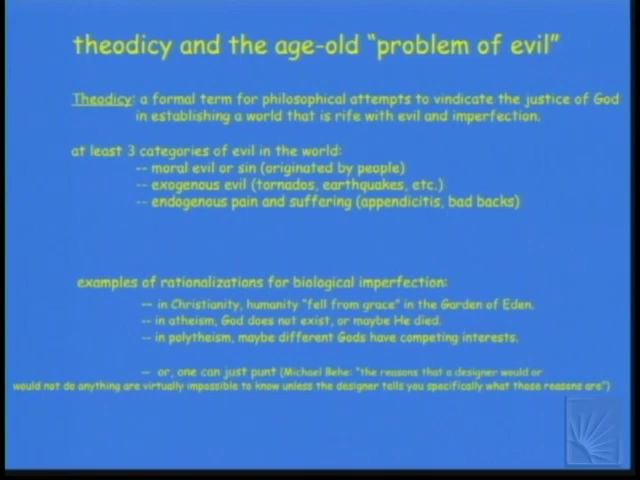 theodicy and the age-old “problem of evil”
Theodicy: a formal term for philosophical attempts to vindicate the justice of God
in establishing a world that is rife with evil and imperfection.
at least 3 categories of evil in the world:
-- moral evil or sin (originated by people)
-- exogenous evil (tornados, earthquakes, etc.)
-- endogenous pain and suffering (appendicitis, bad backs)
examples of rationalizations for biological imperfection:
-- in Christianity, humanity “fell from grace” in the Garden of Eden.
-- in atheism, God does not exist, or maybe He died.
-- in polytheism, maybe different Gods have competing interests.
-- or, one can just punt (Michael Behe: “the reasons that a designer would or
would not do anything are virtually impossible to know unless the designer tells you specifically what those reasons are”)